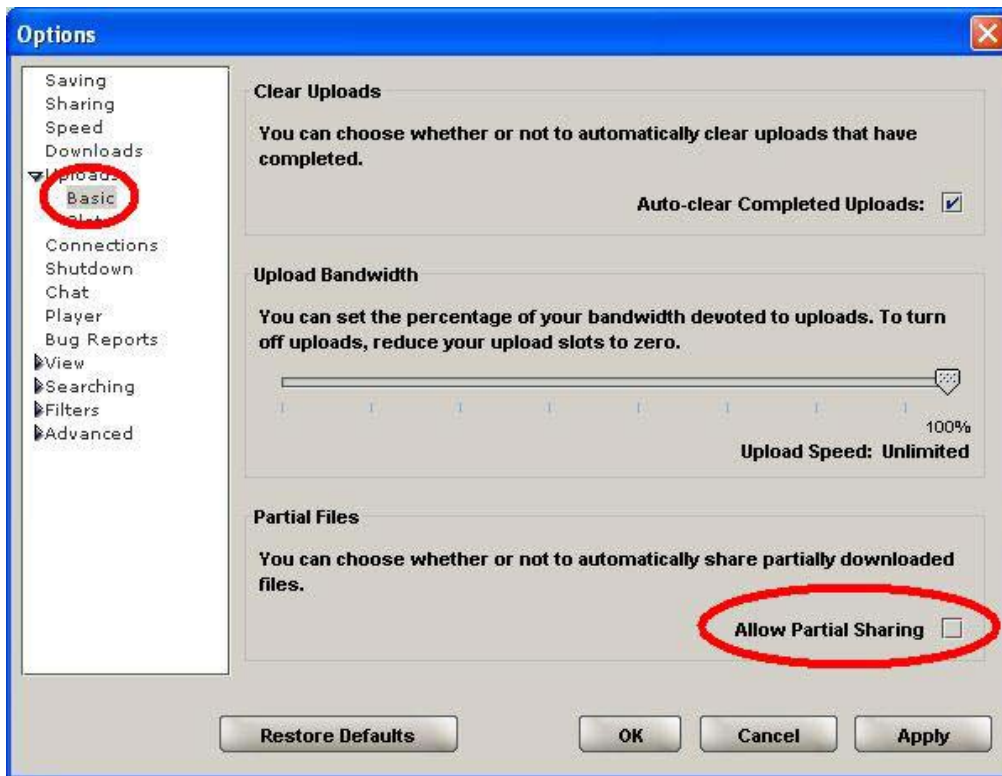 Options
Saving
Sharing
Speed
Downloads
Uploads
Basic
Connections
Shutdown
Chat
Player
Bug Reports
View
Searching
Filters
Advanced
Clear Uploads
You can choose whether or not to automatically clear uploads that have
completed.
Auto-clear Completed Uploads:
Upload Bandwidth
You can set the percentage of your bandwidth devoted to uploads. To turn
off uploads, reduce your upload slots to zero.
100%
Upload Speed: Unlimited
Partial Files
You can choose whether or not to automatically share partially downloaded
files.
Allow Partial Sharing
Restore Defaults
OK
Cancel
Apply